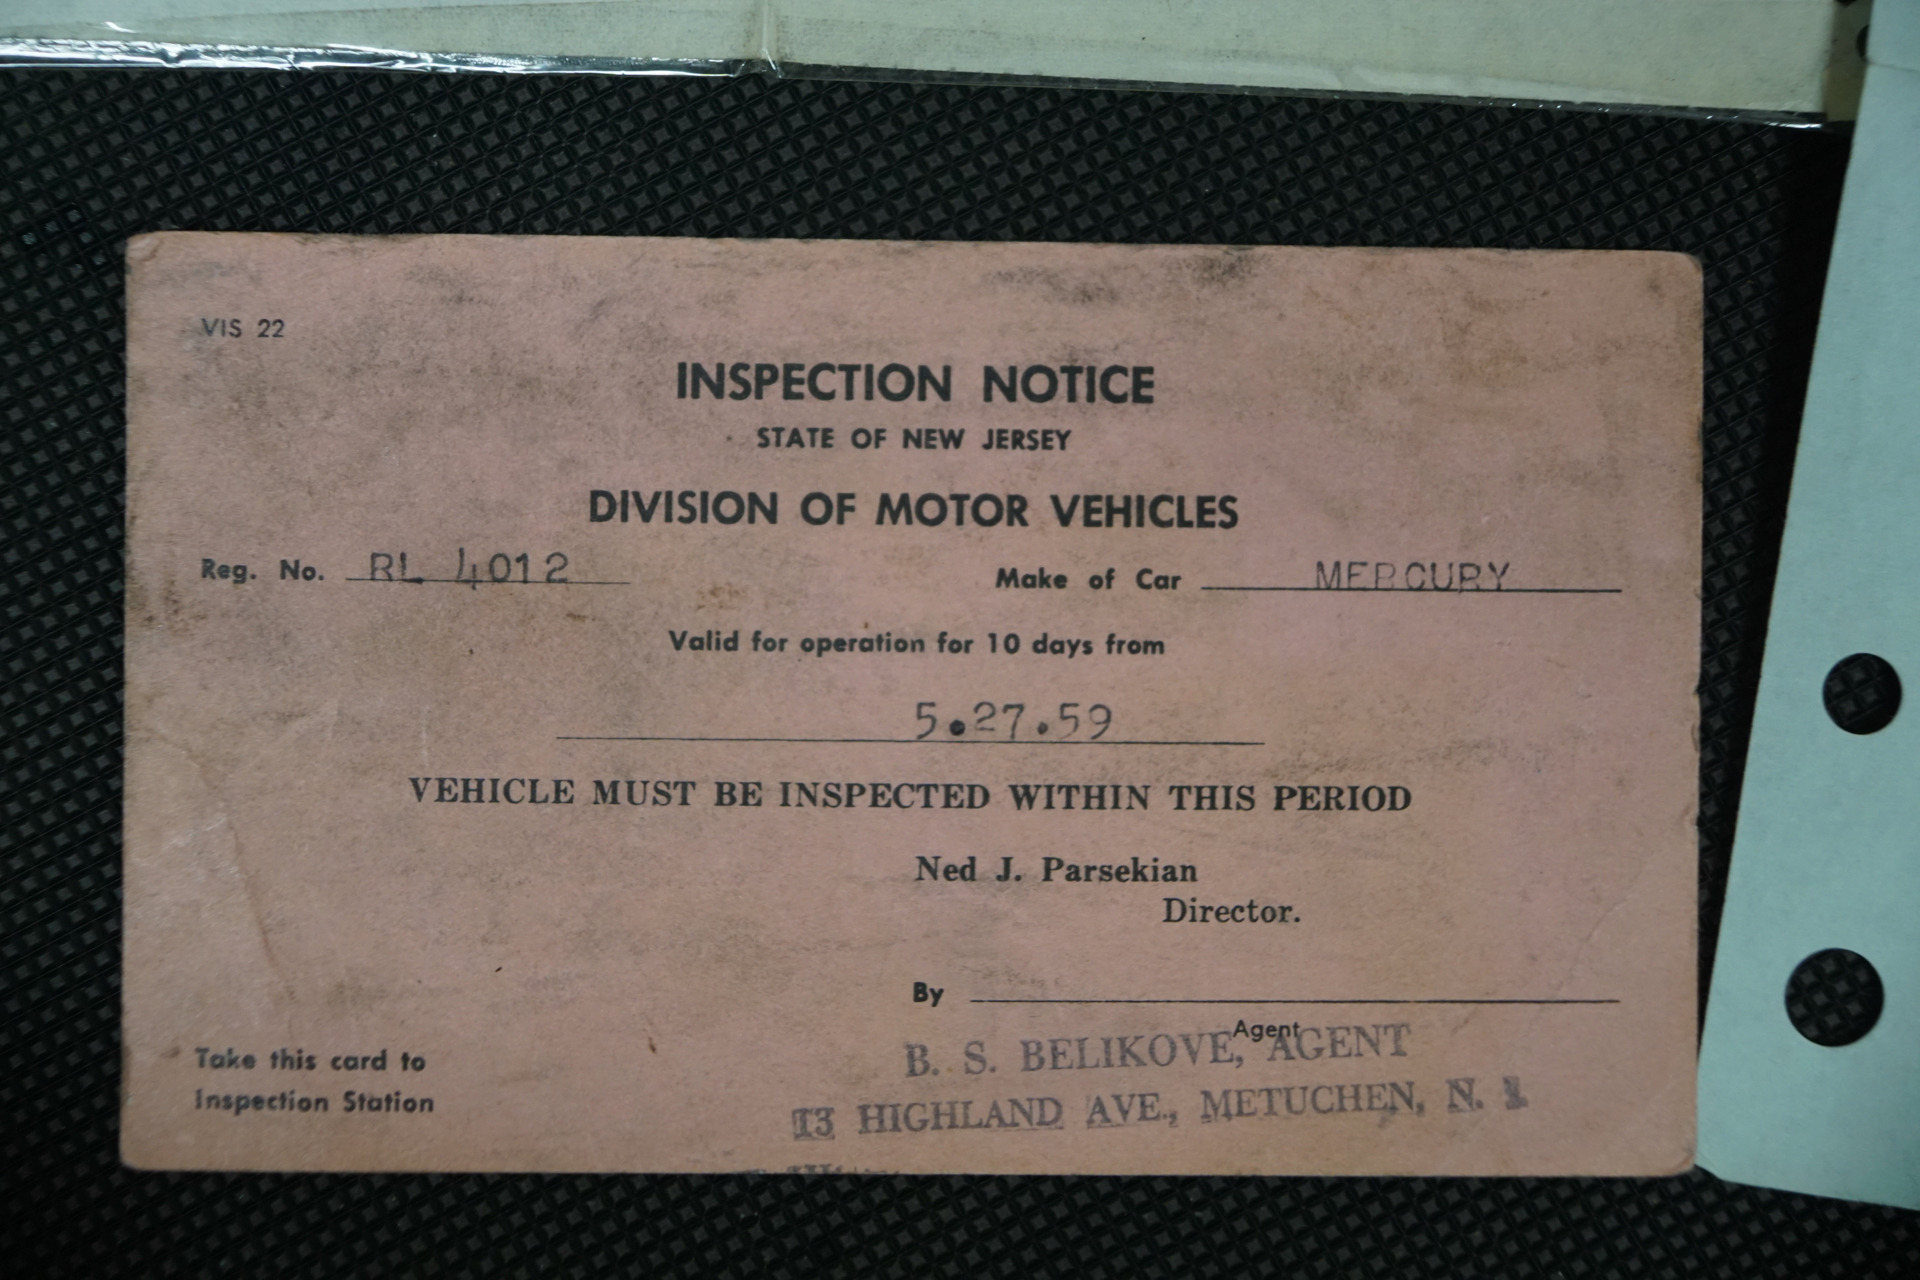 VIS 22
INSPECTION NOTICE
STATE OF NEW JERSEY
DIVISION OF MOTOR VEHICLES
Reg. No. RL 4012 Make of Car MERCURY
Valid for operation for 10 days from
5.27.59
VEHICLE MUST BE INSPECTED WITHIN THIS PERIOD
Ned J. Parsekian
Director.
By
Agent
B. S. BELIKOVE, AGENT
13 HIGHLAND AVE., METUCHEN, N. J.
Take this card to
Inspection Station